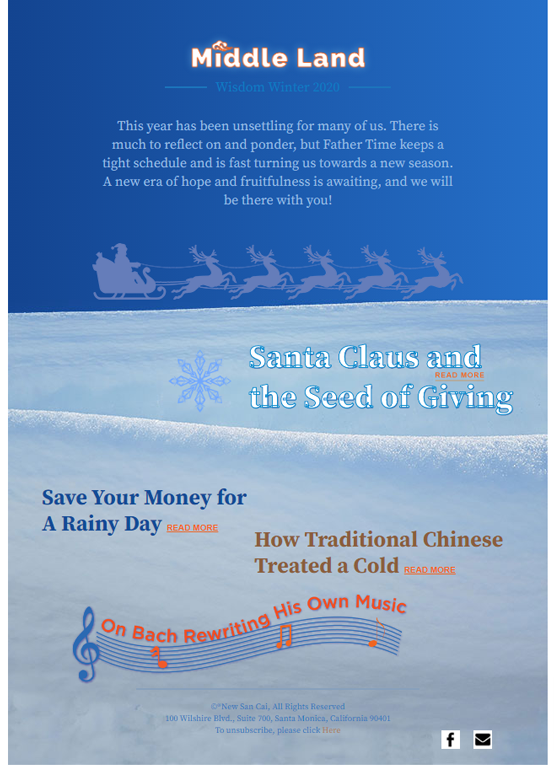 Middle Land
Wisdom Winter 2020
This year has been unsettling for many of us. There is
much to reflect on and ponder, but Father Time keeps a
tight schedule and is fast turning us towards a new season.
A new era of hope and fruitfulness is awaiting, and we will
be there with you!
Santa Claus and
READ MORE
the Seed of Giving
Save Your Money for
A Rainy Day READ MORE
How Traditional Chinese
Treated a Cold READ MORE
On Bach Rewriting His Own Music
©®New San Cai, All Rights Reserved
100 Wilshire Blvd., Suite 700, Santa Monica, California 90401
To unsubscribe, please click Here